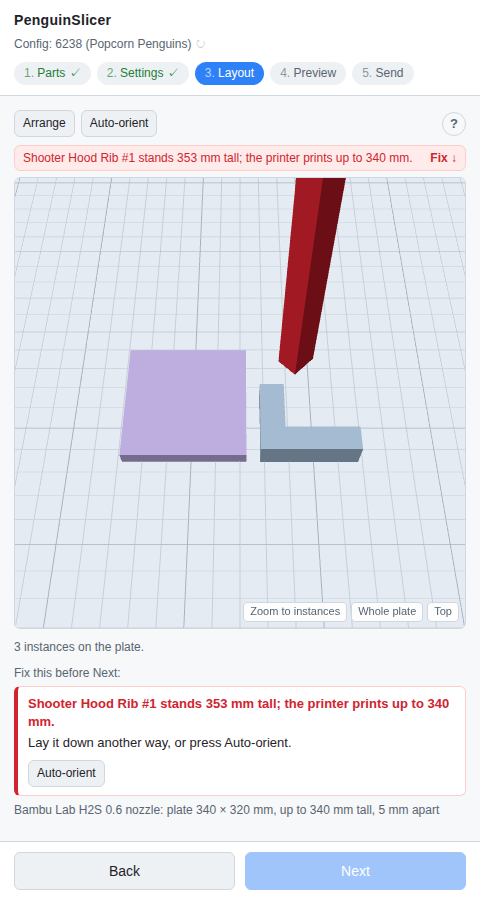 PenguinSlicer
Config: 6238 (Popcorn Penguins) ↻
1. Parts ✓ 2. Settings ✓ 3. Layout 4. Preview 5. Send
Arrange Auto-orient ?
Shooter Hood Rib #1 stands 353 mm tall; the printer prints up to 340 mm. Fix ↓
Zoom to instances Whole plate Top
3 instances on the plate.
Fix this before Next:
Shooter Hood Rib #1 stands 353 mm tall; the printer prints up to 340
mm.
Lay it down another way, or press Auto-orient.
Auto-orient
Bambu Lab H2S 0.6 nozzle: plate 340 × 320 mm, up to 340 mm tall, 5 mm apart
Back Next